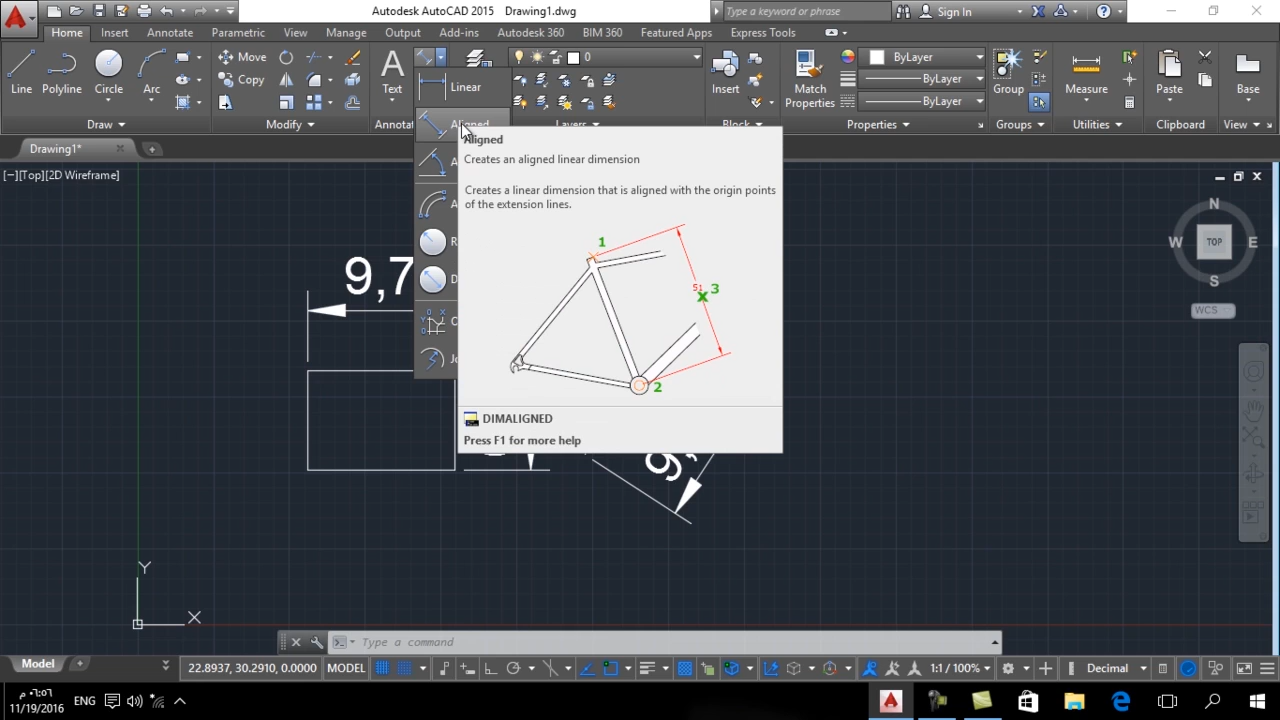 Autodesk AutoCAD 2015 Drawing1.dwg
Type a keyword or phrase
Sign In
Home Insert Annotate Parametric View Manage Output Add-ins Autodesk 360 BIM 360 Featured Apps Express Tools
Line Polyline Circle Arc
Move
Copy
Text
Linear
0
Insert
Match
Properties
ByLayer
ByLayer
ByLayer
Group
Measure
Paste
Base
Draw Modify Layers Block Properties Groups Utilities Clipboard View
Aligned
Drawing1*
[−][Top][2D Wireframe]
Aligned
Creates an aligned linear dimension
Creates a linear dimension that is aligned with the origin points
of the extension lines.
1
51
3
2
DIMALIGNED
Press F1 for more help
9,7
N
W TOP E
S
WCS
Y
X
Type a command
Model
22.8937, 30.2910, 0.0000 MODEL
1:1 / 100%
Decimal
ENG
11/19/2016